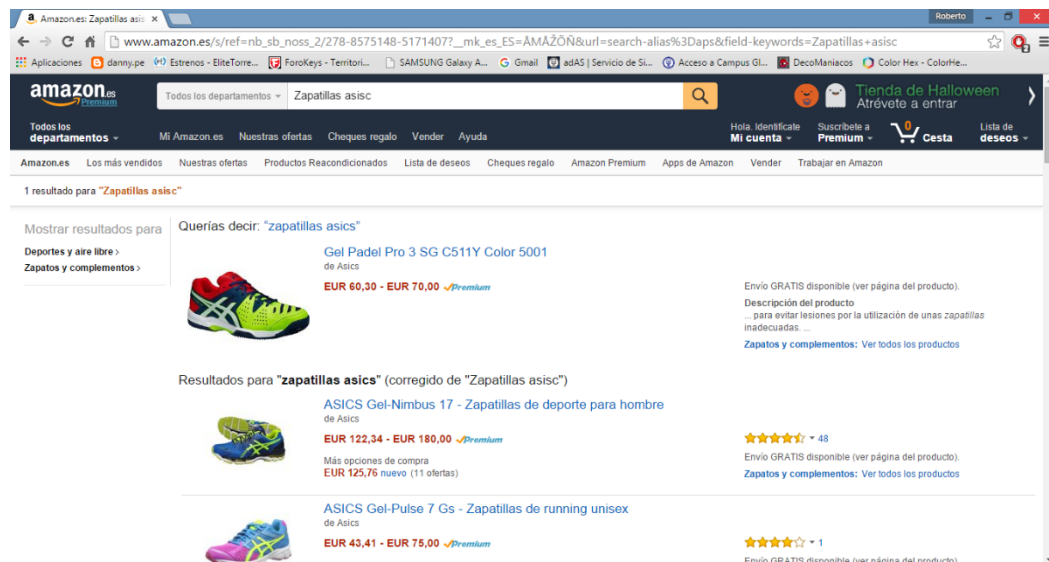 Amazon.es: Zapatillas asis
Roberto
www.amazon.es/s/ref=nb_sb_noss_2/278-8575148-5171407?__mk_es_ES=ÅMÅŽÕÑ&url=search-alias%3Daps&field-keywords=Zapatillas+asisc
Aplicaciones danny.pe Estrenos - EliteTorre... ForoKeys - Territori... SAMSUNG Galaxy A... Gmail adAS | Servicio de Si... Acceso a Campus Gl... DecoManiacos Color Hex - ColorHe...
amazon.es
Premium
Todos los departamentos Zapatillas asisc
Tienda de Halloween
Atrévete a entrar
Todos los
departamentos
Mi Amazon.es Nuestras ofertas Cheques regalo Vender Ayuda
Hola. Identifícate
Mi cuenta
Suscríbete a
Premium
0
Cesta
Lista de
deseos
Amazon.es Los más vendidos Nuestras ofertas Productos Reacondicionados Lista de deseos Cheques regalo Amazon Premium Apps de Amazon Vender Trabajar en Amazon
1 resultado para "Zapatillas asisc"
Mostrar resultados para
Deportes y aire libre ›
Zapatos y complementos ›
Querías decir: "zapatillas asics"
Gel Padel Pro 3 SG C511Y Color 5001
de Asics
EUR 60,30 - EUR 70,00 Premium
Envío GRATIS disponible (ver página del producto).
Descripción del producto
... para evitar lesiones por la utilización de unas zapatillas
inadecuadas. ...
Zapatos y complementos: Ver todos los productos
Resultados para "zapatillas asics" (corregido de "Zapatillas asisc")
ASICS Gel-Nimbus 17 - Zapatillas de deporte para hombre
de Asics
EUR 122,34 - EUR 180,00 Premium
Más opciones de compra
EUR 125,76 nuevo (11 ofertas)
48
Envío GRATIS disponible (ver página del producto).
Zapatos y complementos: Ver todos los productos
ASICS Gel-Pulse 7 Gs - Zapatillas de running unisex
de Asics
EUR 43,41 - EUR 75,00 Premium
1
Envío GRATIS disponible (ver página del producto).